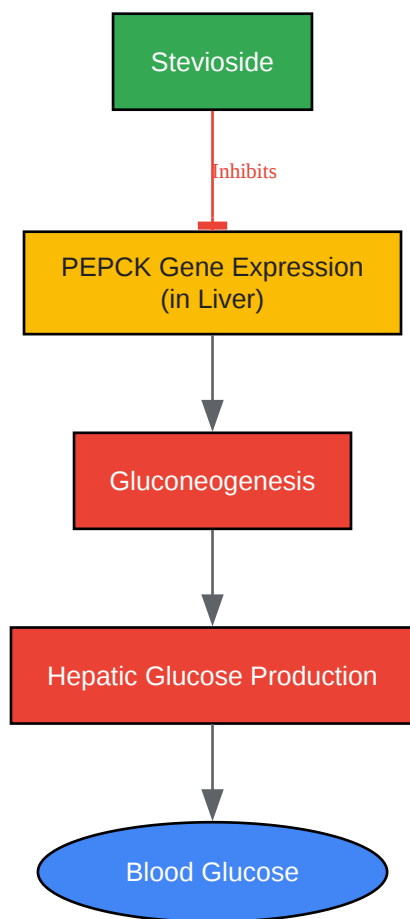 Stevioside
Inhibits
PEPCK Gene Expression
(in Liver)
Gluconeogenesis
Hepatic Glucose Production
Blood Glucose